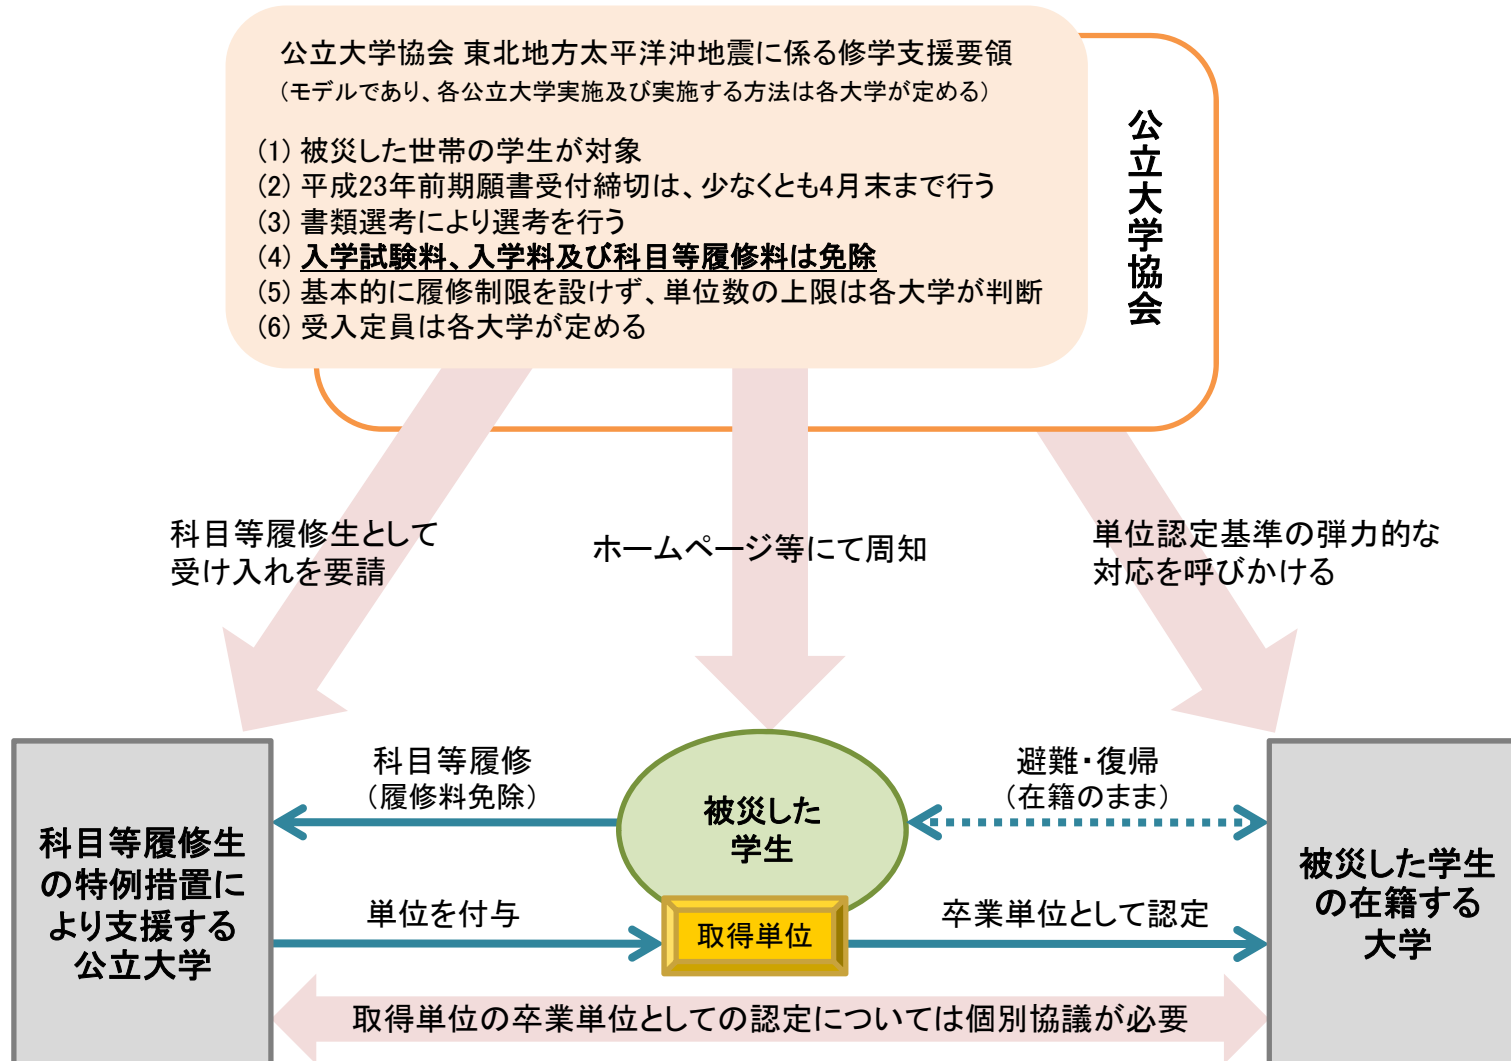 公立大学協会 東北地方太平洋沖地震に係る修学支援要領
（モデルであり、各公立大学実施及び実施する方法は各大学が定める）
(1) 被災した世帯の学生が対象
(2) 平成23年前期願書受付締切は、少なくとも4月末まで行う
(3) 書類選考により選考を行う
(4) 入学試験料、入学料及び科目等履修料は免除
(5) 基本的に履修制限を設けず、単位数の上限は各大学が判断
(6) 受入定員は各大学が定める
公立大学協会
科目等履修生として
受け入れを要請
ホームページ等にて周知
単位認定基準の弾力的な
対応を呼びかける
科目等履修
（履修料免除）
被災した
学生
避難・復帰
（在籍のまま）
科目等履修生
の特例措置に
より支援する
公立大学
単位を付与
取得単位
卒業単位として認定
被災した学生
の在籍する
大学
取得単位の卒業単位としての認定については個別協議が必要